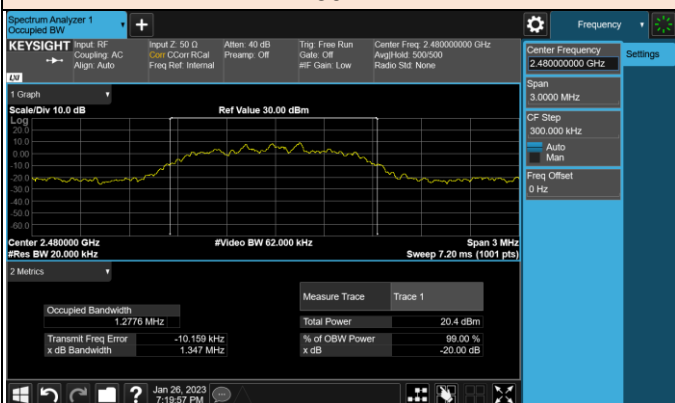 Spectrum Analyzer 1
Occupied BW
+
Frequency
KEYSIGHT
Input: RF
Coupling: AC
Align: Auto
Input Z: 50 Ω
Corr CCorr RCal
Freq Ref: Internal
Atten: 40 dB
Preamp: Off
Trig: Free Run
Gate: Off
#IF Gain: Low
Center Freq: 2.480000000 GHz
Avg|Hold: 500/500
Radio Std: None
LXI
Center Frequency
2.480000000 GHz
Settings
Span
3.0000 MHz
CF Step
300.000 kHz
Auto
Man
Freq Offset
0 Hz
1 Graph
Scale/Div 10.0 dB
Ref Value 30.00 dBm
Log
20.0
10.0
0.00
-10.0
-20.0
-30.0
-40.0
-50.0
-60.0
Center 2.480000 GHz
#Video BW 62.000 kHz
Span 3 MHz
#Res BW 20.000 kHz
Sweep 7.20 ms (1001 pts)
2 Metrics
Measure Trace Trace 1
Occupied Bandwidth
1.2776 MHz
Total Power 20.4 dBm
Transmit Freq Error -10.159 kHz
% of OBW Power 99.00 %
x dB Bandwidth 1.347 MHz
x dB -20.00 dB
?
Jan 26, 2023
7:19:57 PM